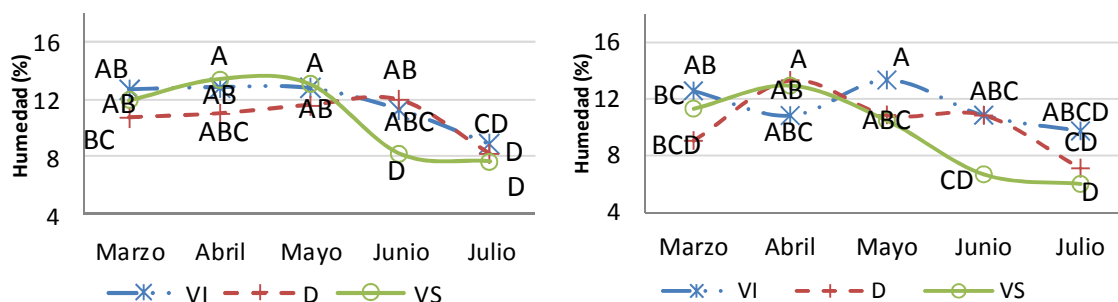 Humedad (%)
16
12
8
4
AB
A
A
AB
AB
AB
AB
ABC
ABC
CD
BC
D
D
D
Marzo Abril Mayo Junio Julio
VI D VS
Humedad (%)
16
12
8
4
AB
A
A
BC
AB
ABC
ABCD
BCD
ABC
ABC
CD
CD
D
Marzo Abril Mayo Junio Julio
VI D VS